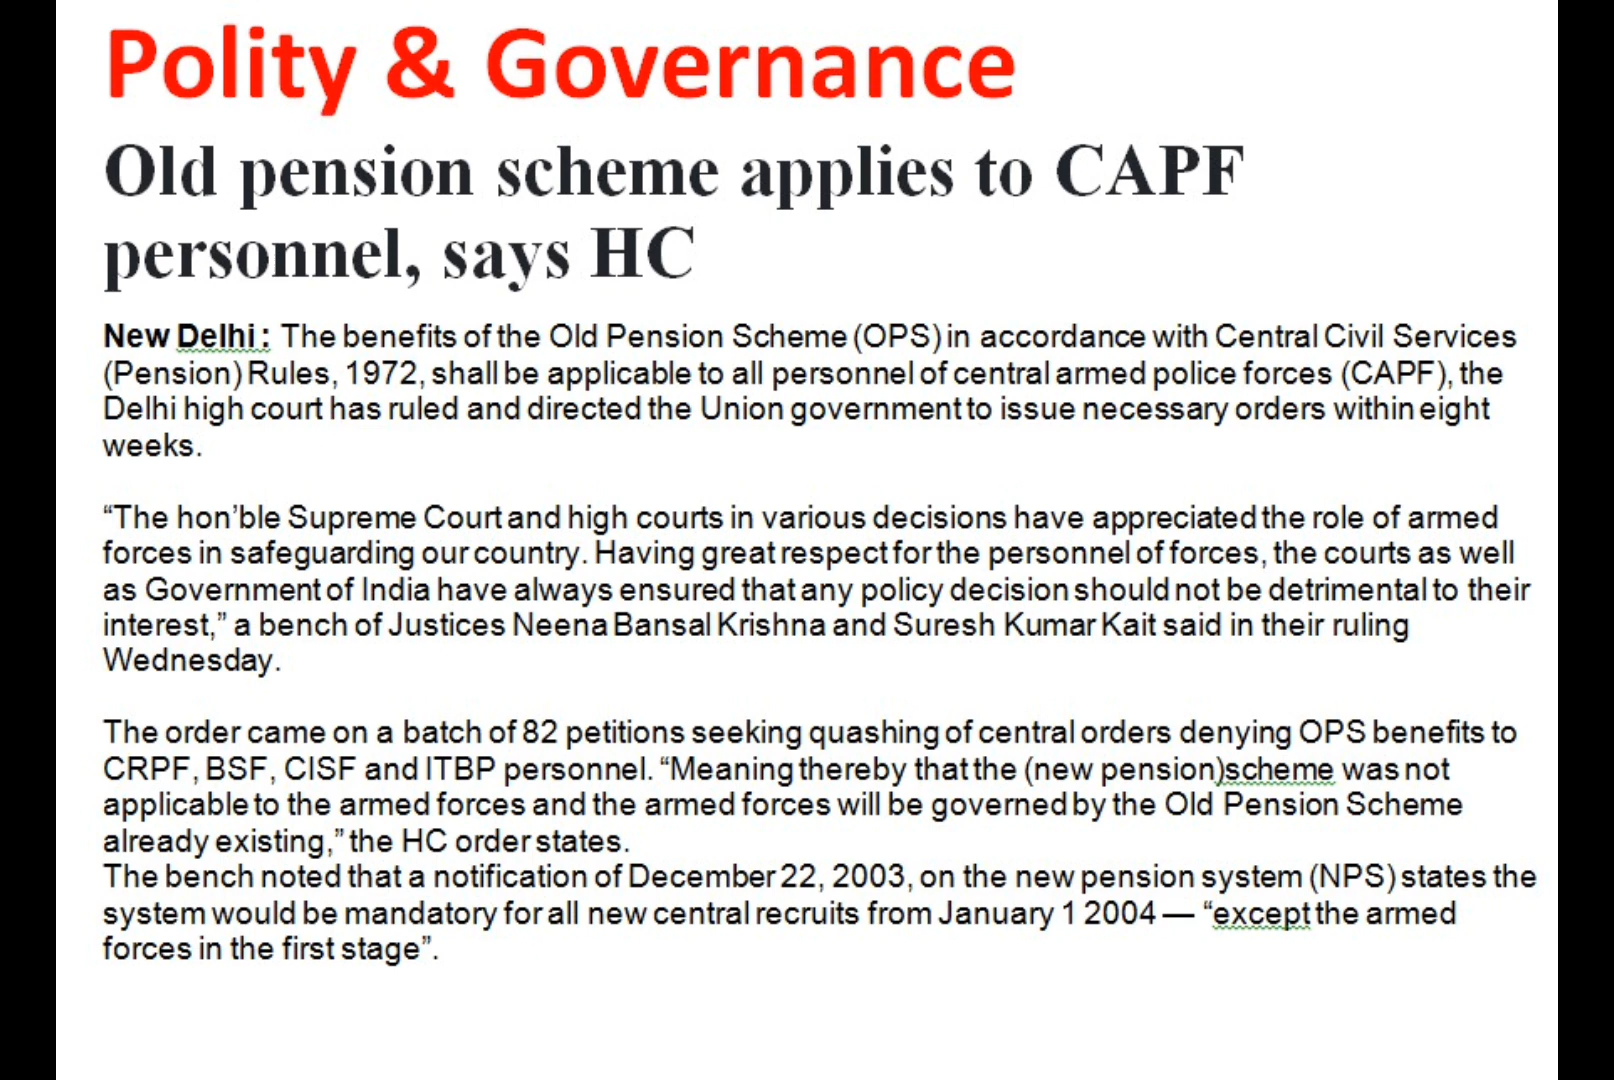 Polity & Governance
Old pension scheme applies to CAPF
personnel, says HC
New Delhi : The benefits of the Old Pension Scheme (OPS) in accordance with Central Civil Services
(Pension) Rules, 1972, shall be applicable to all personnel of central armed police forces (CAPF), the
Delhi high court has ruled and directed the Union government to issue necessary orders within eight
weeks.
“The hon’ble Supreme Court and high courts in various decisions have appreciated the role of armed
forces in safeguarding our country. Having great respect for the personnel of forces, the courts as well
as Government of India have always ensured that any policy decision should not be detrimental to their
interest,” a bench of Justices Neena Bansal Krishna and Suresh Kumar Kait said in their ruling
Wednesday.
The order came on a batch of 82 petitions seeking quashing of central orders denying OPS benefits to
CRPF, BSF, CISF and ITBP personnel. “Meaning thereby that the (new pension)scheme was not
applicable to the armed forces and the armed forces will be governed by the Old Pension Scheme
already existing,” the HC order states.
The bench noted that a notification of December 22, 2003, on the new pension system (NPS) states the
system would be mandatory for all new central recruits from January 1 2004 — “except the armed
forces in the first stage”.